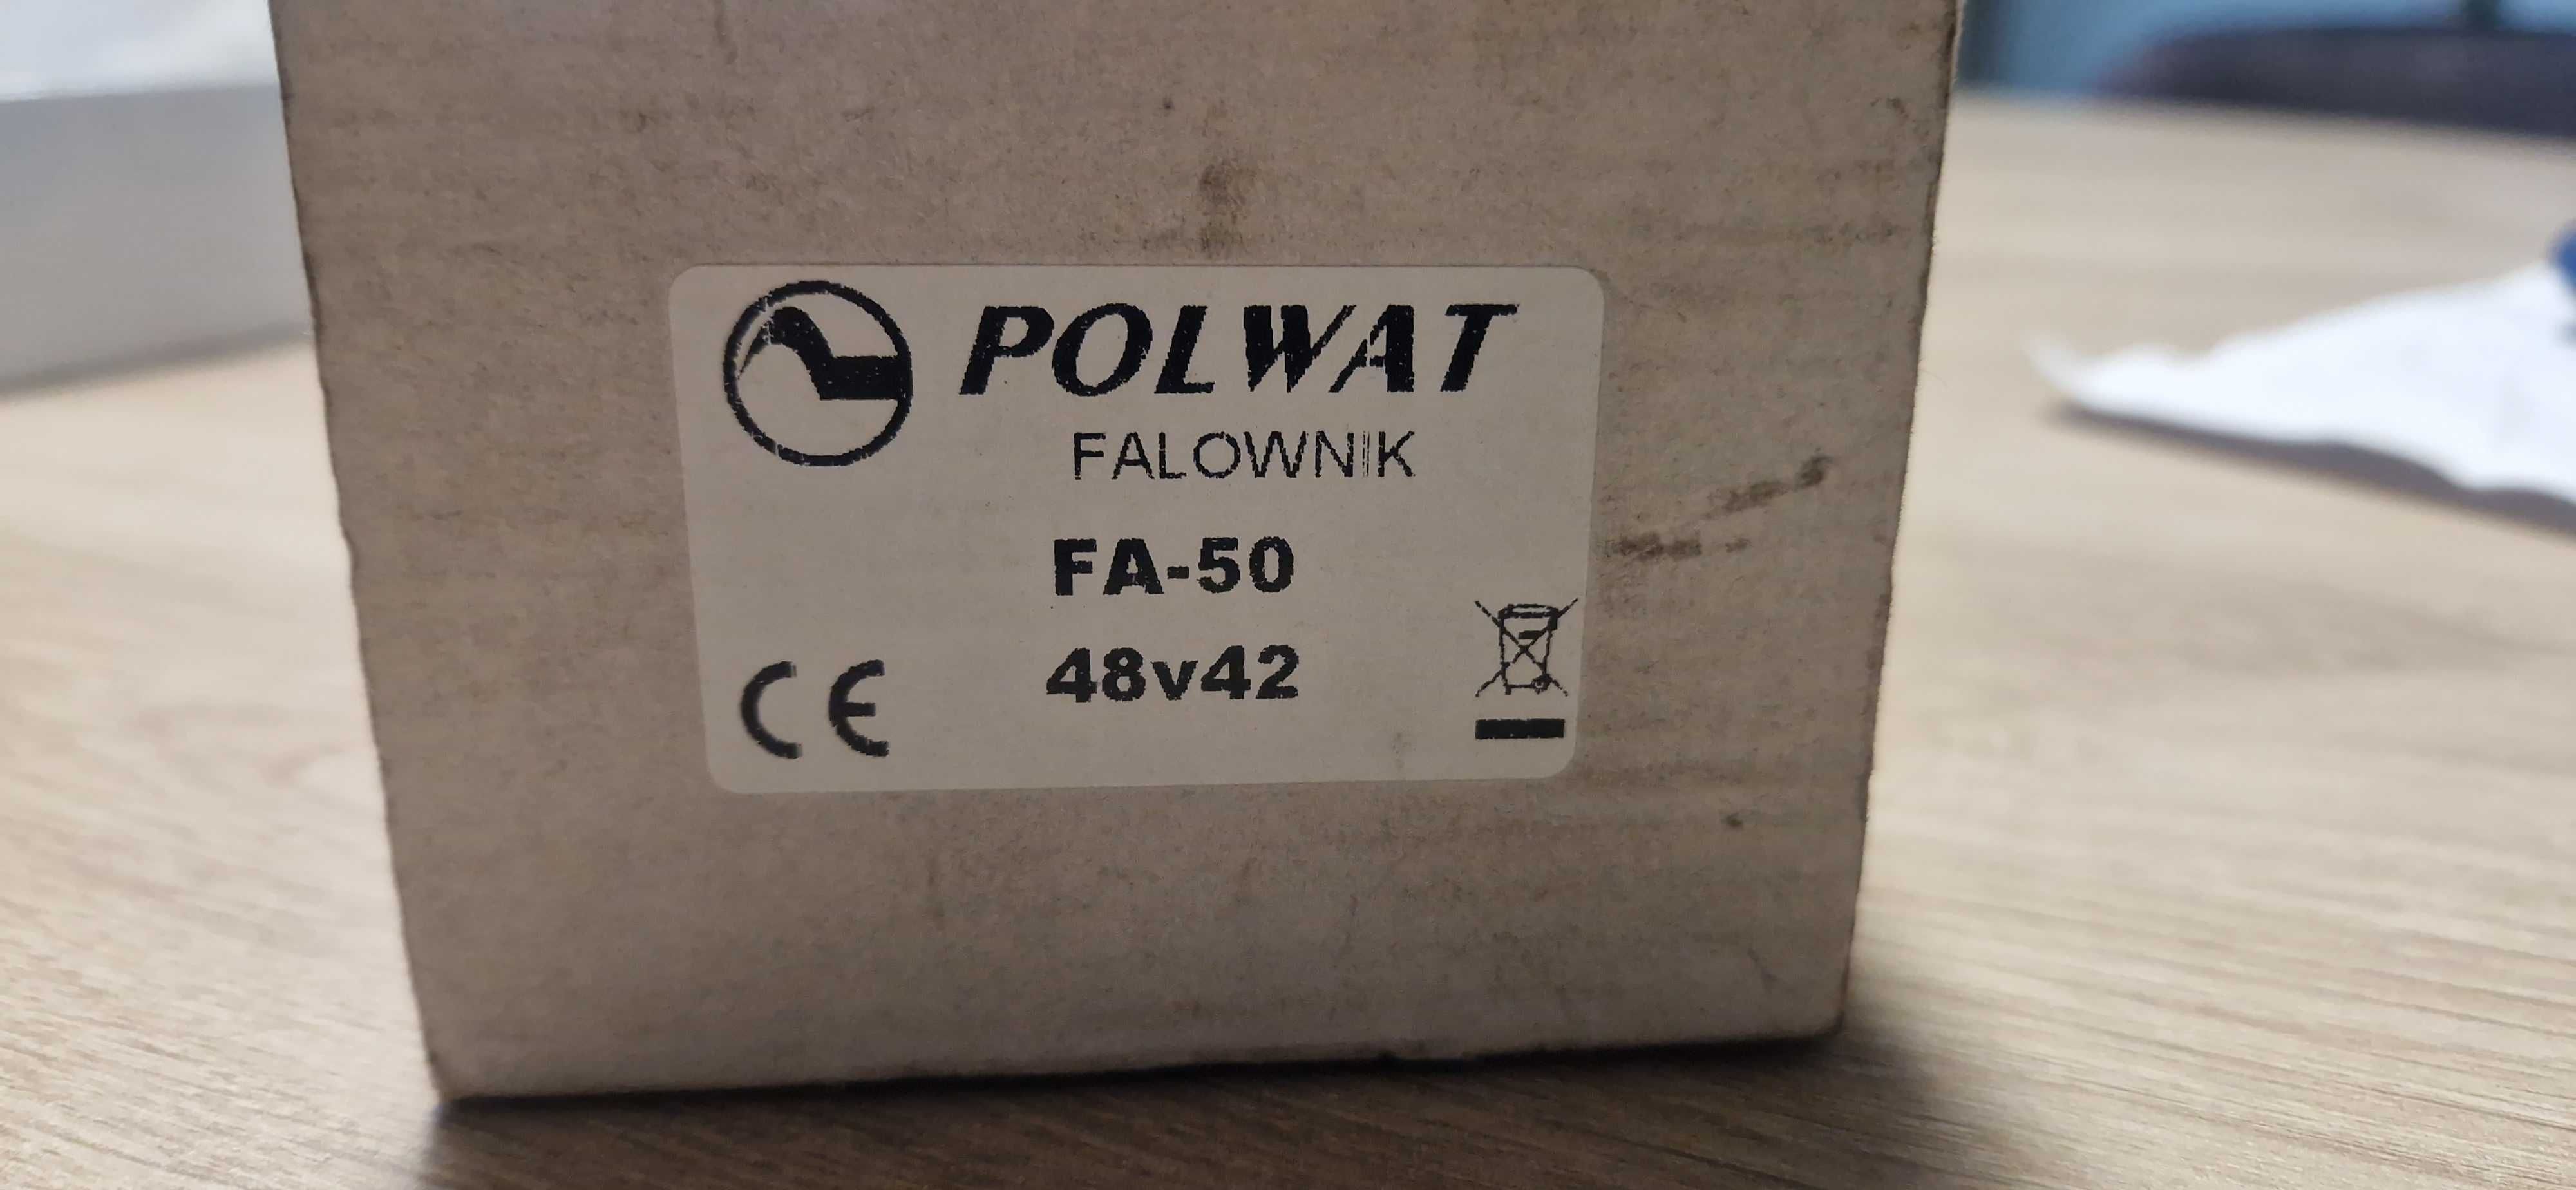 POLWAT
FALOWNIK
FA-50
48v42
CE